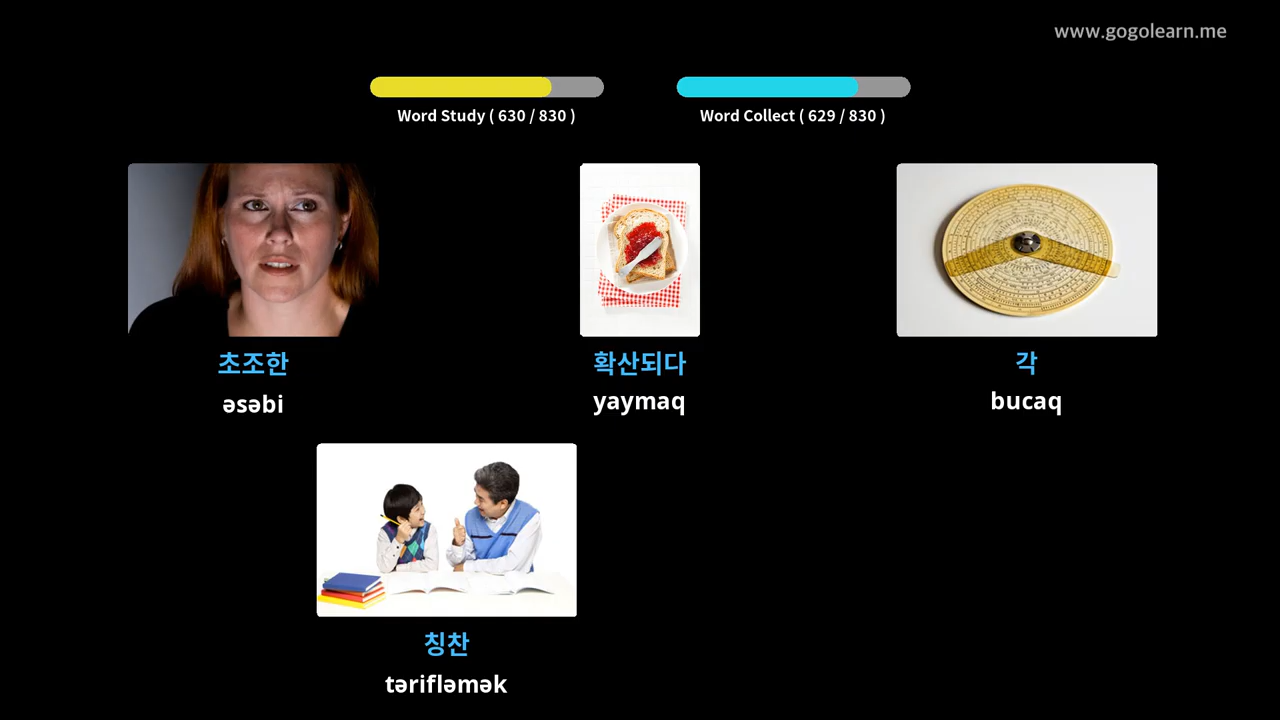 www.gogolearn.me
Word Study ( 630 / 830 )
Word Collect ( 629 / 830 )
초조한
əsəbi
확산되다
yaymaq
각
bucaq
칭찬
tərifləmək